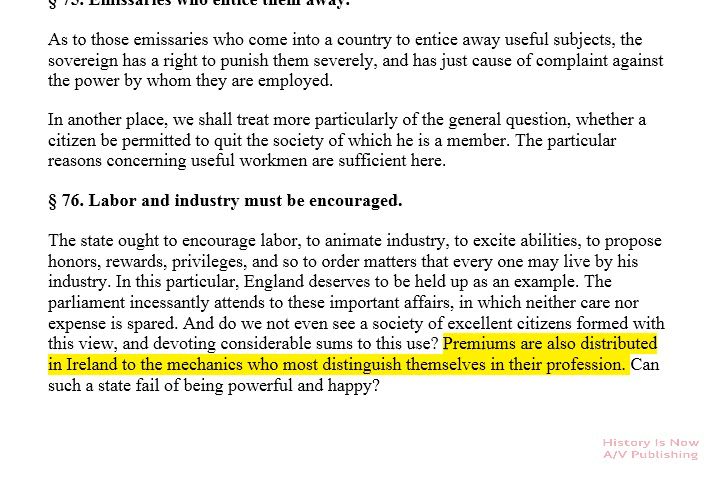 § 75. Emissaries who entice them away.
As to those emissaries who come into a country to entice away useful subjects, the
sovereign has a right to punish them severely, and has just cause of complaint against
the power by whom they are employed.
In another place, we shall treat more particularly of the general question, whether a
citizen be permitted to quit the society of which he is a member. The particular
reasons concerning useful workmen are sufficient here.
§ 76. Labor and industry must be encouraged.
The state ought to encourage labor, to animate industry, to excite abilities, to propose
honors, rewards, privileges, and so to order matters that every one may live by his
industry. In this particular, England deserves to be held up as an example. The
parliament incessantly attends to these important affairs, in which neither care nor
expense is spared. And do we not even see a society of excellent citizens formed with
this view, and devoting considerable sums to this use? Premiums are also distributed
in Ireland to the mechanics who most distinguish themselves in their profession. Can
such a state fail of being powerful and happy?
History Is Now
A/V Publishing